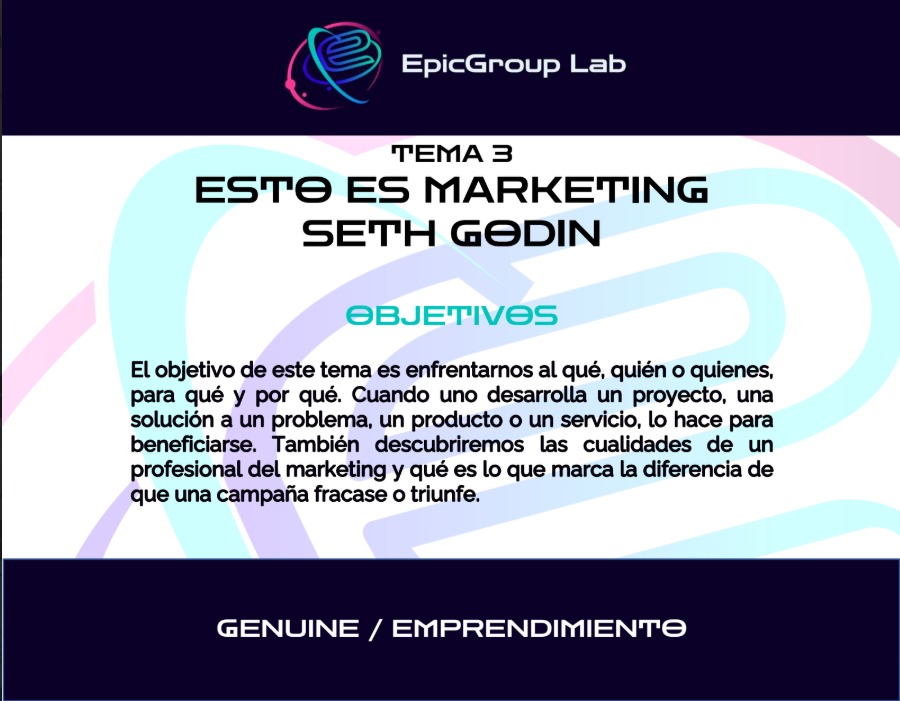 EpicGroup Lab
TEMA 3
ESTO ES MARKETING
SETH GODIN
OBJETIVOS
El objetivo de este tema es enfrentarnos al qué, quién o quienes,
para qué y por qué. Cuando uno desarrolla un proyecto, una
solución a un problema, un producto o un servicio, lo hace para
beneficiarse. También descubriremos las cualidades de un
profesional del marketing y qué es lo que marca la diferencia de
que una campaña fracase o triunfe.
GENUINE / EMPRENDIMIENTO